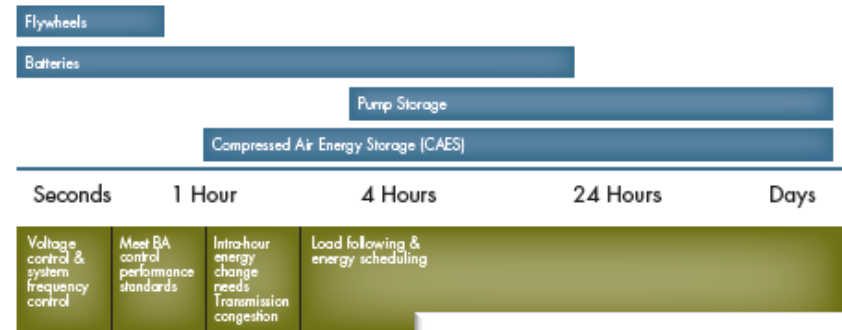 Flywheels
Batteries
Pump Storage
Compressed Air Energy Storage (CAES)
Seconds 1 Hour 4 Hours 24 Hours Days
Voltage
control &
system
frequency
control
Meet BA
control
performance
standards
Intra-hour
energy
change
needs
Transmission
congestion
Load following &
energy scheduling